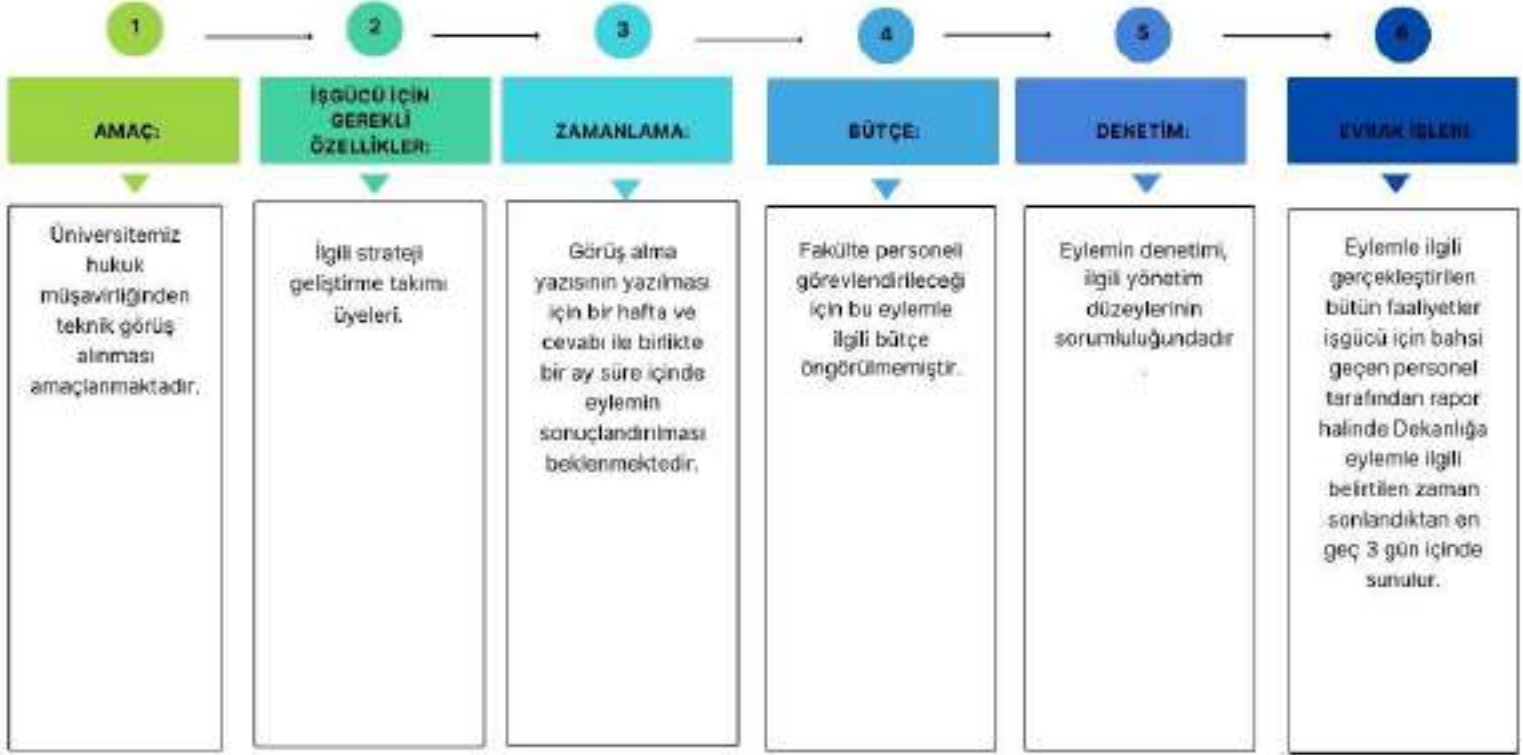 1
2
3
4
5
6
AMAÇ:
İŞGÜCÜ İÇİN
GEREKLİ
ÖZELLİKLER:
ZAMANLAMA:
BÜTÇE:
DENETİM:
EVRAK İŞLERİ:
Üniversitemiz
hukuk
müşavirliğinden
teknik görüş
alınması
amaçlanmaktadır.
İlgili strateji
geliştirme takımı
üyeleri.
Görüş alma
yazısının yazılması
için bir hafta ve
cevabı ile birlikte
bir ay süre içinde
eylemin
sonuçlandırılması
beklenmektedir.
Fakülte personeli
görevlendirileceği
için bu eylemle
ilgili bütçe
öngörülmemiştir.
Eylemin denetimi,
ilgili yönetim
düzeylerinin
sorumluluğundadır
.
Eylemle ilgili
gerçekleştirilen
bütün faaliyetler
işgücü için bahsi
geçen personel
tarafından rapor
halinde Dekanlığa
eylemle ilgili
belirtilen zaman
sonlandıktan en
geç 3 gün içinde
sunulur.